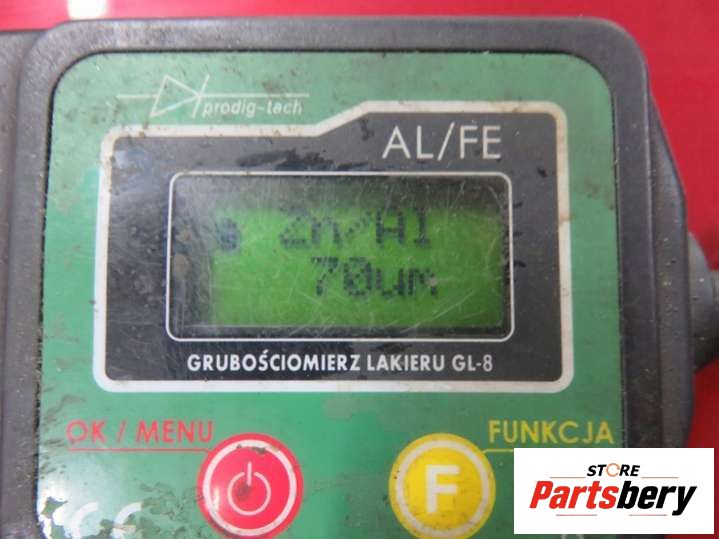 prodig-tech
AL/FE
Zn/Al
70um
GRUBOŚCIOMIERZ LAKIERU GL-8
OK / MENU
FUNKCJA
F
STORE
Partsbery